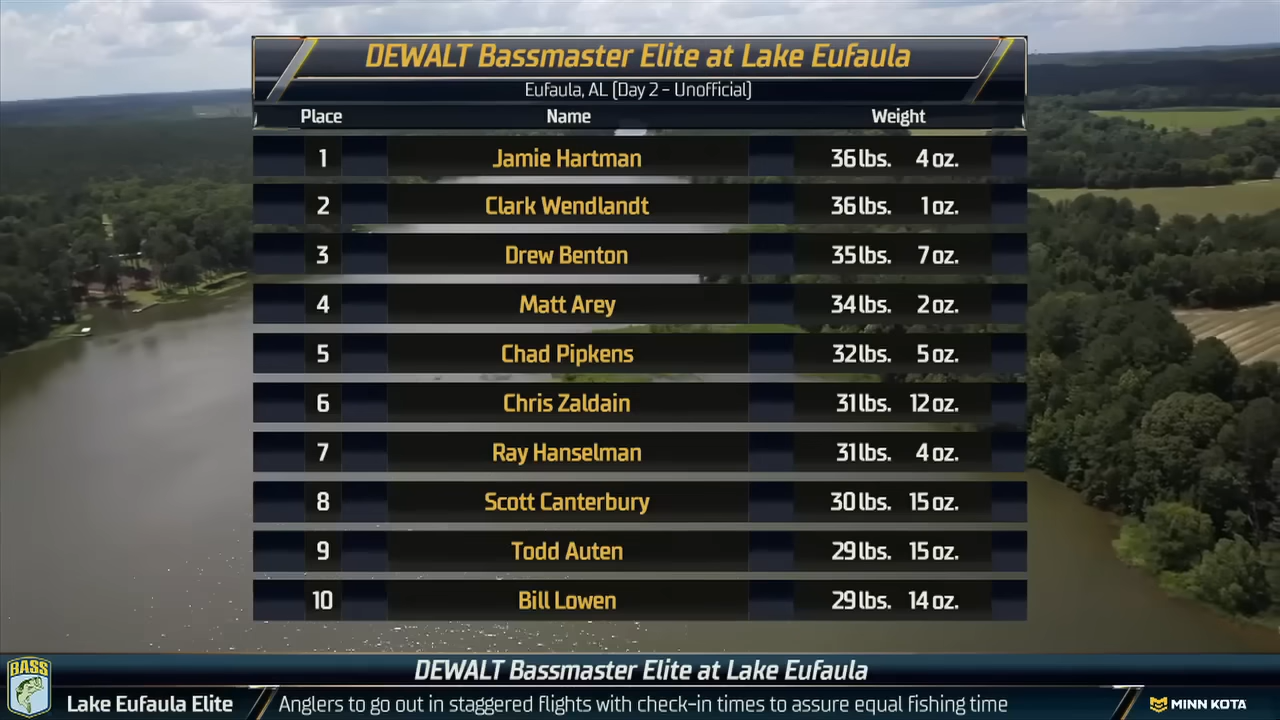 DEWALT Bassmaster Elite at Lake Eufaula
Eufaula, AL (Day 2 - Unofficial)
Place Name Weight
1 Jamie Hartman 36 lbs. 4 oz.
2 Clark Wendlandt 36 lbs. 1 oz.
3 Drew Benton 35 lbs. 7 oz.
4 Matt Arey 34 lbs. 2 oz.
5 Chad Pipkens 32 lbs. 5 oz.
6 Chris Zaldain 31 lbs. 12 oz.
7 Ray Hanselman 31 lbs. 4 oz.
8 Scott Canterbury 30 lbs. 15 oz.
9 Todd Auten 29 lbs. 15 oz.
10 Bill Lowen 29 lbs. 14 oz.
DEWALT Bassmaster Elite at Lake Eufaula
BASS
Lake Eufaula Elite Anglers to go out in staggered flights with check-in times to assure equal fishing time MINN KOTA